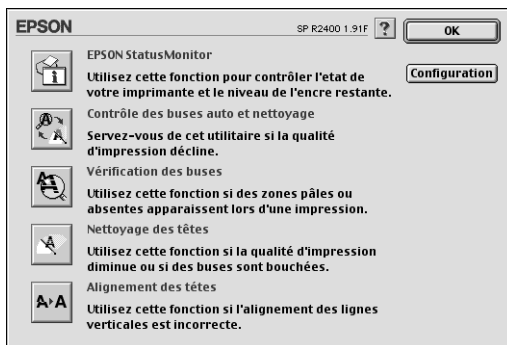 EPSON SP R2400 1.91F ? OK
EPSON StatusMonitor
Utilisez cette fonction pour contrôler l'etat de
votre imprimante et le niveau de l'encre restante.
Configuration
Contrôle des buses auto et nettoyage
Servez-vous de cet utilitaire si la qualité
d'impression décline.
Vérification des buses
Utilisez cette fonction si des zones pâles ou
absentes apparaissent lors d'une impression.
Nettoyage des têtes
Utilisez cette fonction si la qualité d'impression
diminue ou si des buses sont bouchées.
Alignement des tétes
Utilisez cette fonction si l'alignement des lignes
verticales est incorrecte.